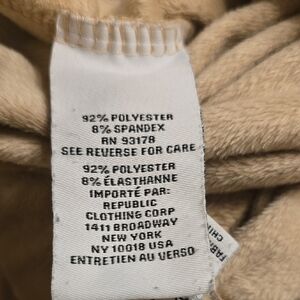 92% POLYESTER
8% SPANDEX
RN 93178
SEE REVERSE FOR CARE
92% POLYESTER
8% ÉLASTHANNE
IMPORTÉ PAR:
REPUBLIC
CLOTHING CORP
1411 BROADWAY
NEW YORK
NY 10018 USA
ENTRETIEN AU VERSO